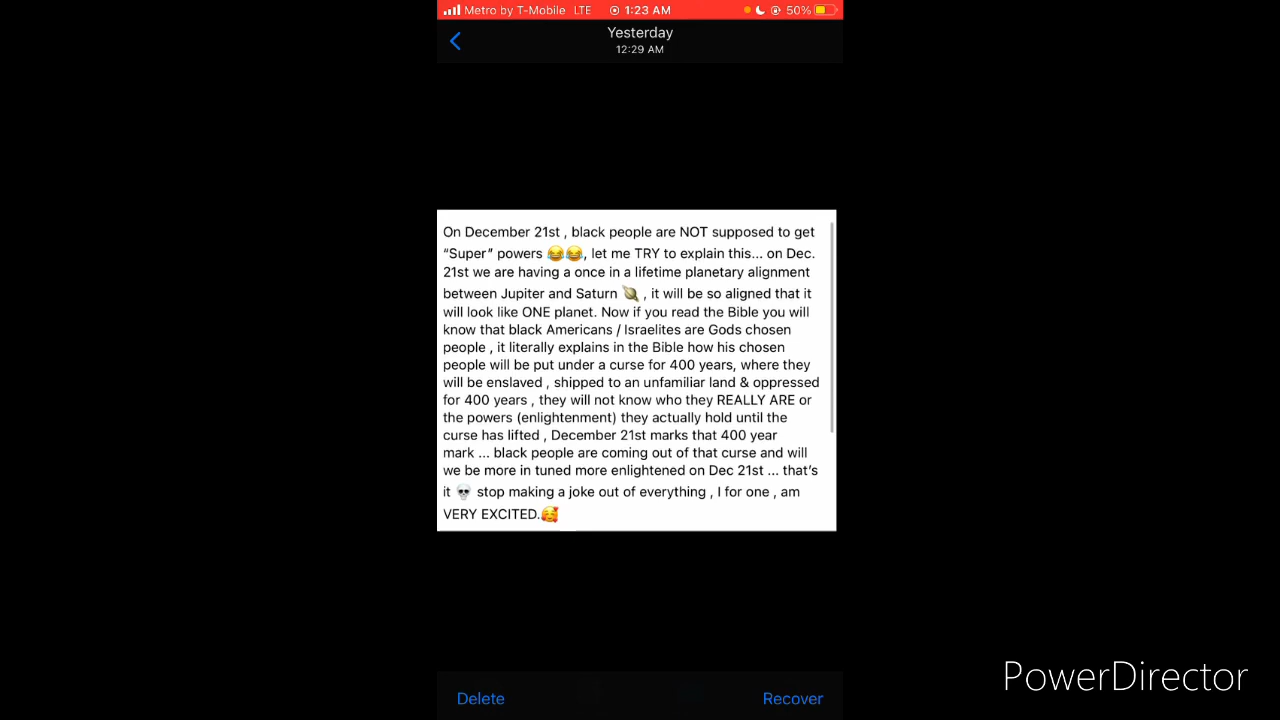 Metro by T-Mobile LTE 1:23 AM 50%
Yesterday
12:29 AM
On December 21st , black people are NOT supposed to get
“Super” powers 😂😂, let me TRY to explain this... on Dec.
21st we are having a once in a lifetime planetary alignment
between Jupiter and Saturn 🪐 , it will be so aligned that it
will look like ONE planet. Now if you read the Bible you will
know that black Americans / Israelites are Gods chosen
people , it literally explains in the Bible how his chosen
people will be put under a curse for 400 years, where they
will be enslaved , shipped to an unfamiliar land & oppressed
for 400 years , they will not know who they REALLY ARE or
the powers (enlightenment) they actually hold until the
curse has lifted , December 21st marks that 400 year
mark ... black people are coming out of that curse and will
we be more in tuned more enlightened on Dec 21st ... that’s
it 💀 stop making a joke out of everything , I for one , am
VERY EXCITED.🥰
Delete Recover
PowerDirector